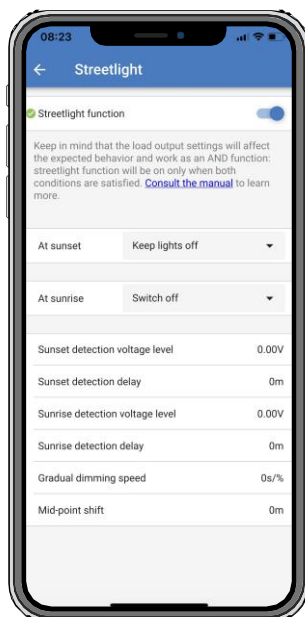 08:23
Streetlight
Streetlight function
Keep in mind that the load output settings will affect
the expected behavior and work as an AND function:
streetlight function will be on only when both
conditions are satisfied. Consult the manual to learn
more.
At sunset Keep lights off
At sunrise Switch off
Sunset detection voltage level 0.00V
Sunset detection delay 0m
Sunrise detection voltage level 0.00V
Sunrise detection delay 0m
Gradual dimming speed 0s/%
Mid-point shift 0m